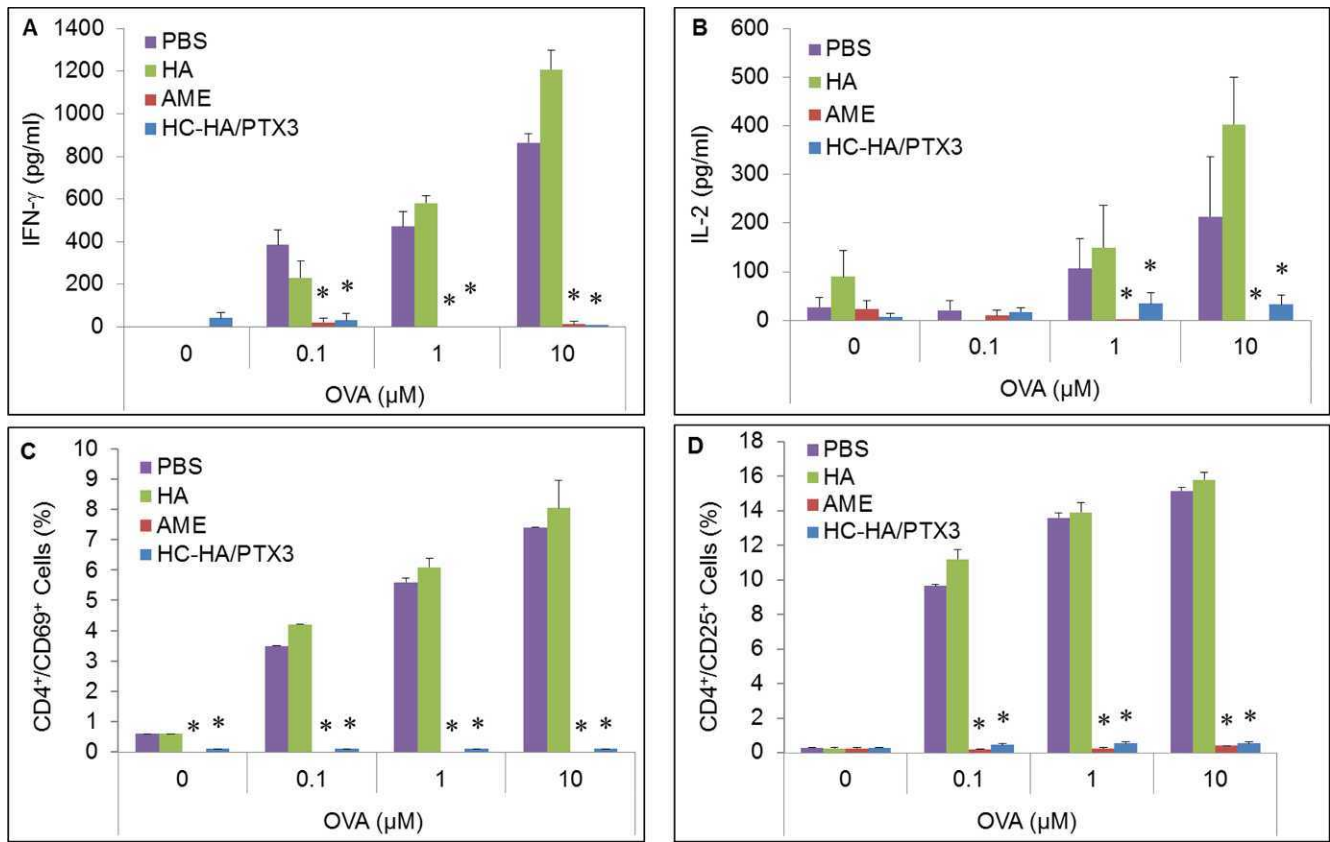 A
1400
1200
1000
800
600
400
200
0
IFN-γ (pg/ml)
PBS
HA
AME
HC-HA/PTX3
* *
* *
* *
0 0.1 1 10
OVA (µM)
B
600
500
400
300
200
100
0
IL-2 (pg/ml)
PBS
HA
AME
HC-HA/PTX3
* *
* *
0 0.1 1 10
OVA (µM)
C
10
9
8
7
6
5
4
3
2
1
0
CD4⁺/CD69⁺ Cells (%)
PBS
HA
AME
HC-HA/PTX3
* *
* *
* *
* *
0 0.1 1 10
OVA (µM)
D
18
16
14
12
10
8
6
4
2
0
CD4⁺/CD25⁺ Cells (%)
PBS
HA
AME
HC-HA/PTX3
* *
* *
* *
0 0.1 1 10
OVA (µM)